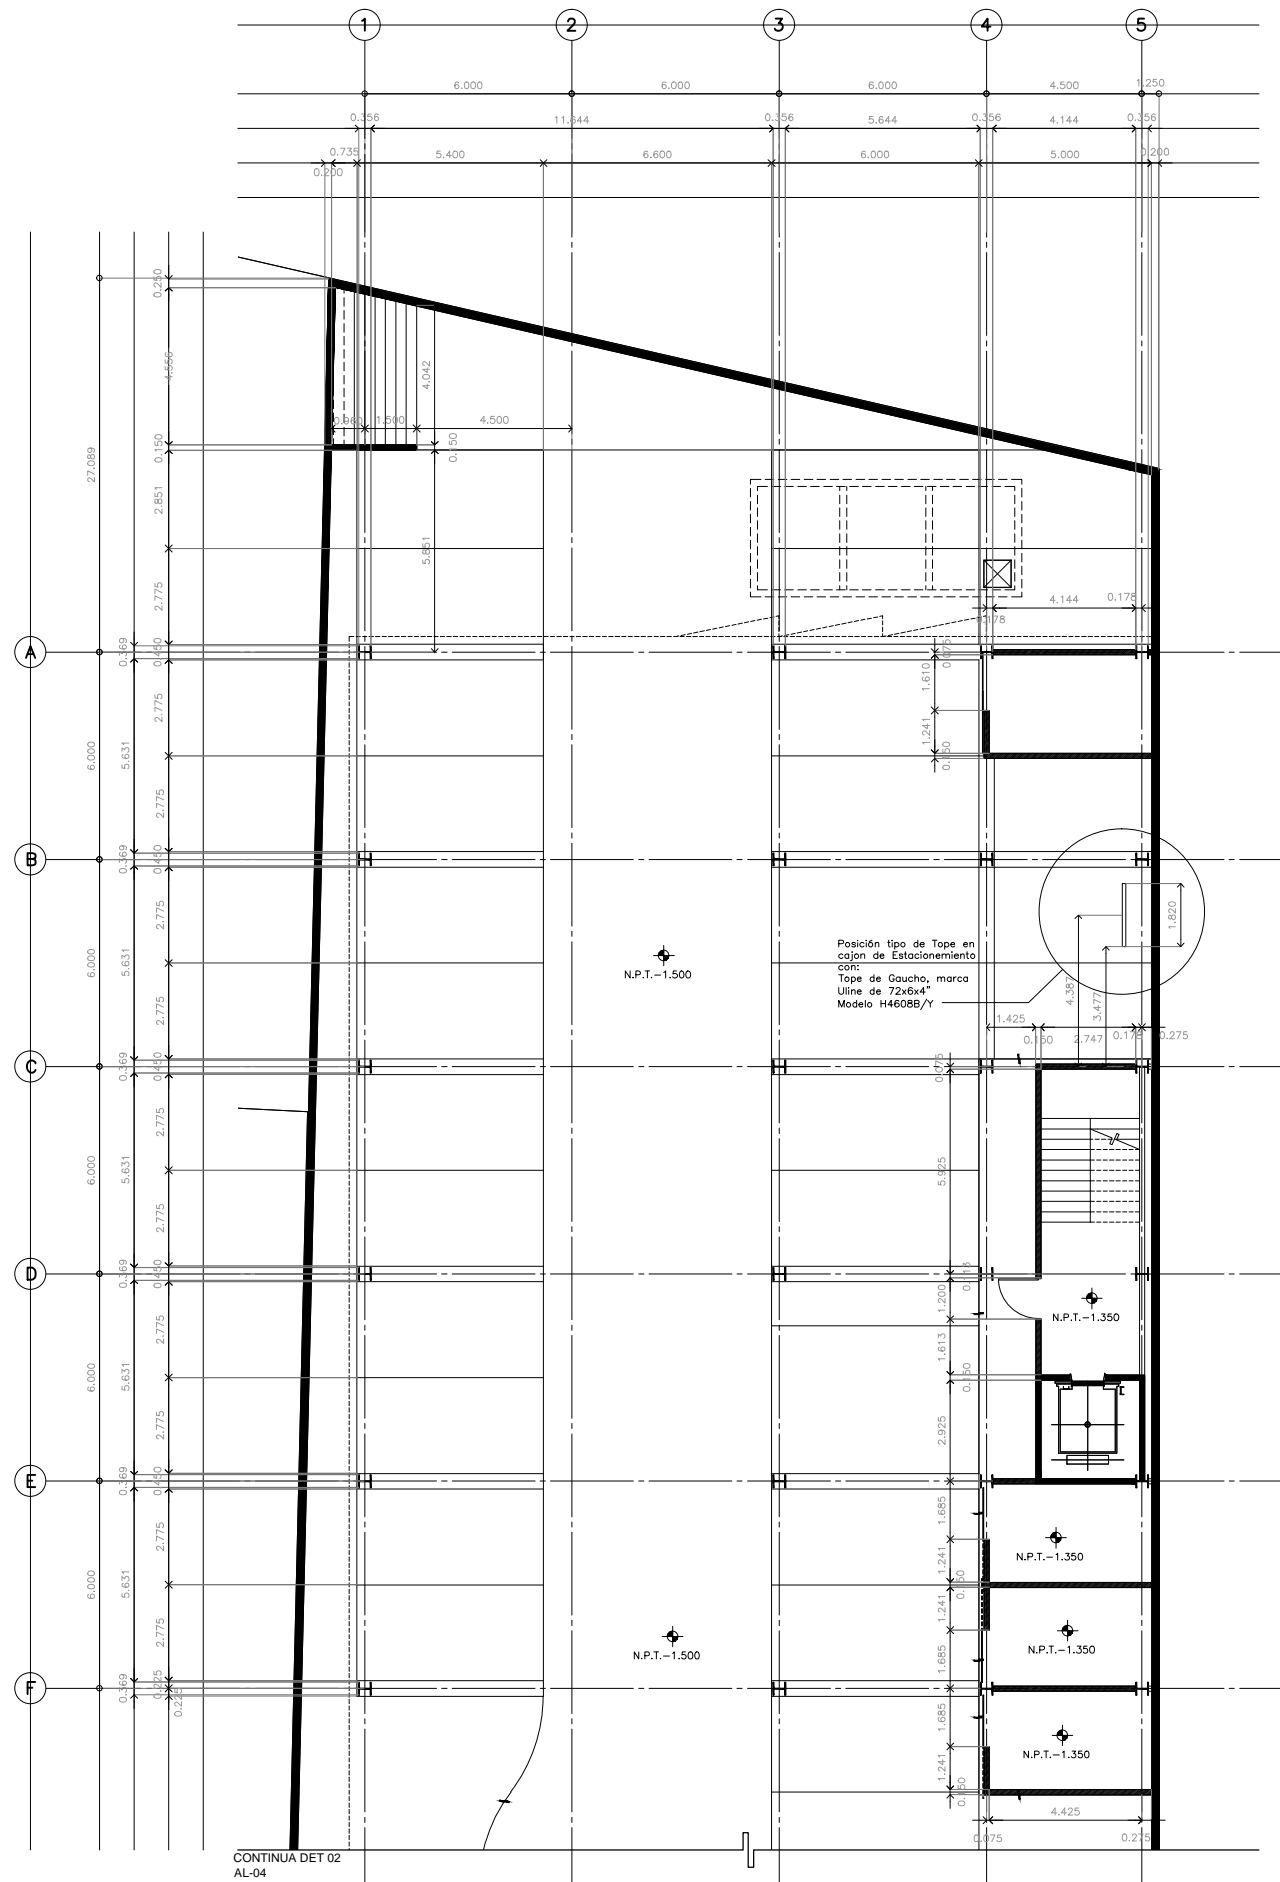 1 2 3 4 5
6.000 6.000 6.000 4.500 1.250
0.356 11.644 0.356 5.644 0.356 4.144 0.356
0.735 5.400 6.600 6.000 5.000 0.200
0.200
0.250
4.556
4.042
0.960 1.500 4.500
0.150 0.150
27.089
2.851
5.851
2.775
4.144 0.178
0.178
A
0.369 0.450
0.075
1.610
2.775
1.241
6.000 5.631
0.150
2.775
B
0.369 0.450
2.775
1.820
Posición tipo de Tope en
cajon de Estacionemiento
con:
Tope de Gaucho, marca
Uline de 72x6x4"
Modelo H4608B/Y
N.P.T.-1.500
6.000 5.631
4.387
3.477
2.775
1.425
0.150 2.747 0.178 0.275
C
0.369 0.450
0.075
2.775
6.000 5.631
5.925
2.775
D
0.369 0.450
0.113
1.200
N.P.T.-1.350
2.775
1.613
6.000 5.631
0.150
2.775
2.925
E
0.369 0.450
1.685
2.775
N.P.T.-1.350
1.241
6.000 5.631
0.150
1.241
2.775
N.P.T.-1.350
N.P.T.-1.500
1.685
F
0.369 0.225
0.225
1.685
N.P.T.-1.350
1.241
0.150
4.425
0.075 0.275
CONTINUA DET 02
AL-04